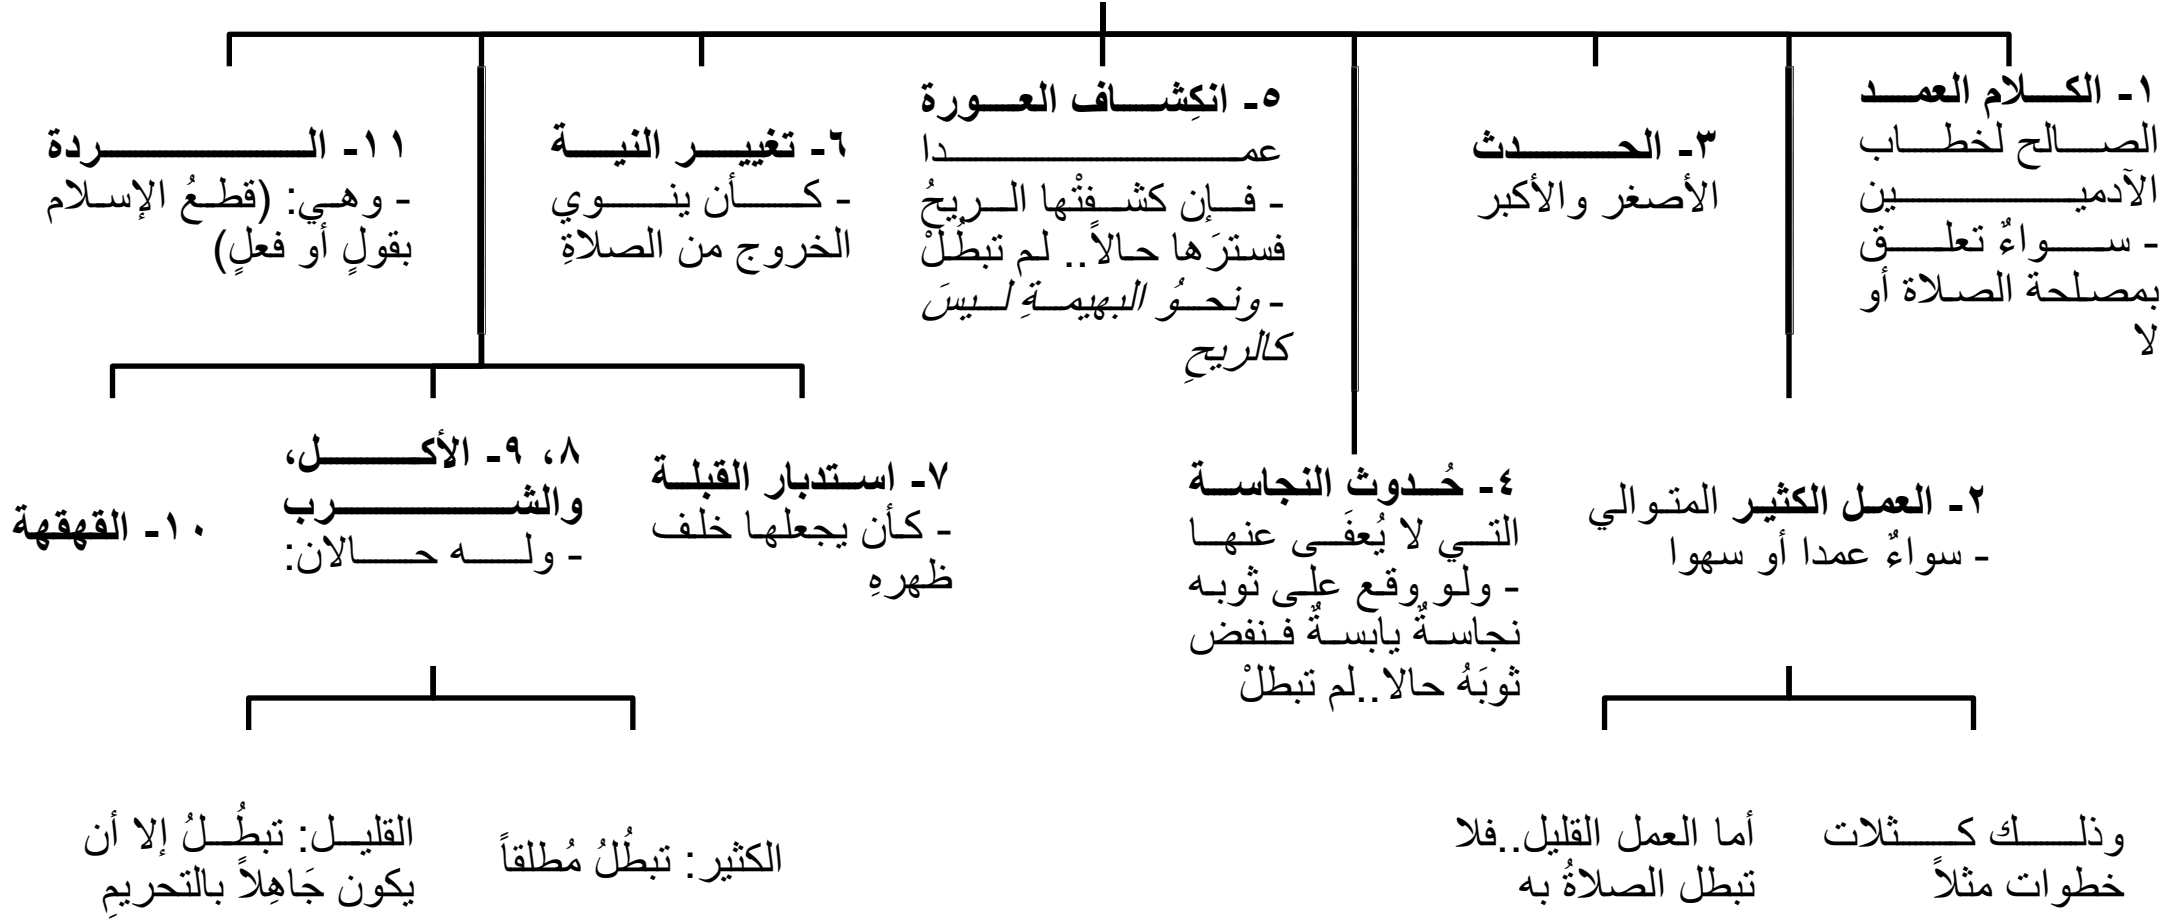 ١- الكلام العمد
الصالح لخطاب
الآدميين
- سواءٌ تعلق
بمصلحة الصلاة أو
لا
٢- العمل الكثير المتوالي
- سواءٌ عمدا أو سهوا
وذلك كثلات
خطوات مثلاً
أما العمل القليل..فلا
تبطل الصلاةُ به
٣- الحدث
الأصغر والأكبر
٤- حُدوث النجاسة
التي لا يُعفَى عنها
- ولو وقع على ثوبه
نجاسةٌ يابسةٌ فنفض
ثوبَهُ حالا..لم تبطلْ
٥- انكِشاف العورة
عمدا
- فإن كشفتْها الريحُ
فسترَها حالاً.. لم تبطُلْ
- ونحوُ البهيمةِ ليسَ
كالريحِ
٦- تغيير النية
- كأن ينوي
الخروج من الصلاةِ
٧- استدبار القبلة
- كأن يجعلها خلف
ظهرهِ
٨، ٩- الأكل،
والشرب
- وله حالان:
الكثير: تبطُلُ مُطلقاً
القليل: تبطُلُ إلا أن
يكون جَاهِلاً بالتحريمِ
١٠- القهقهة
١١- الردة
- وهي: (قطعُ الإسلام
بقولٍ أو فعلٍ)